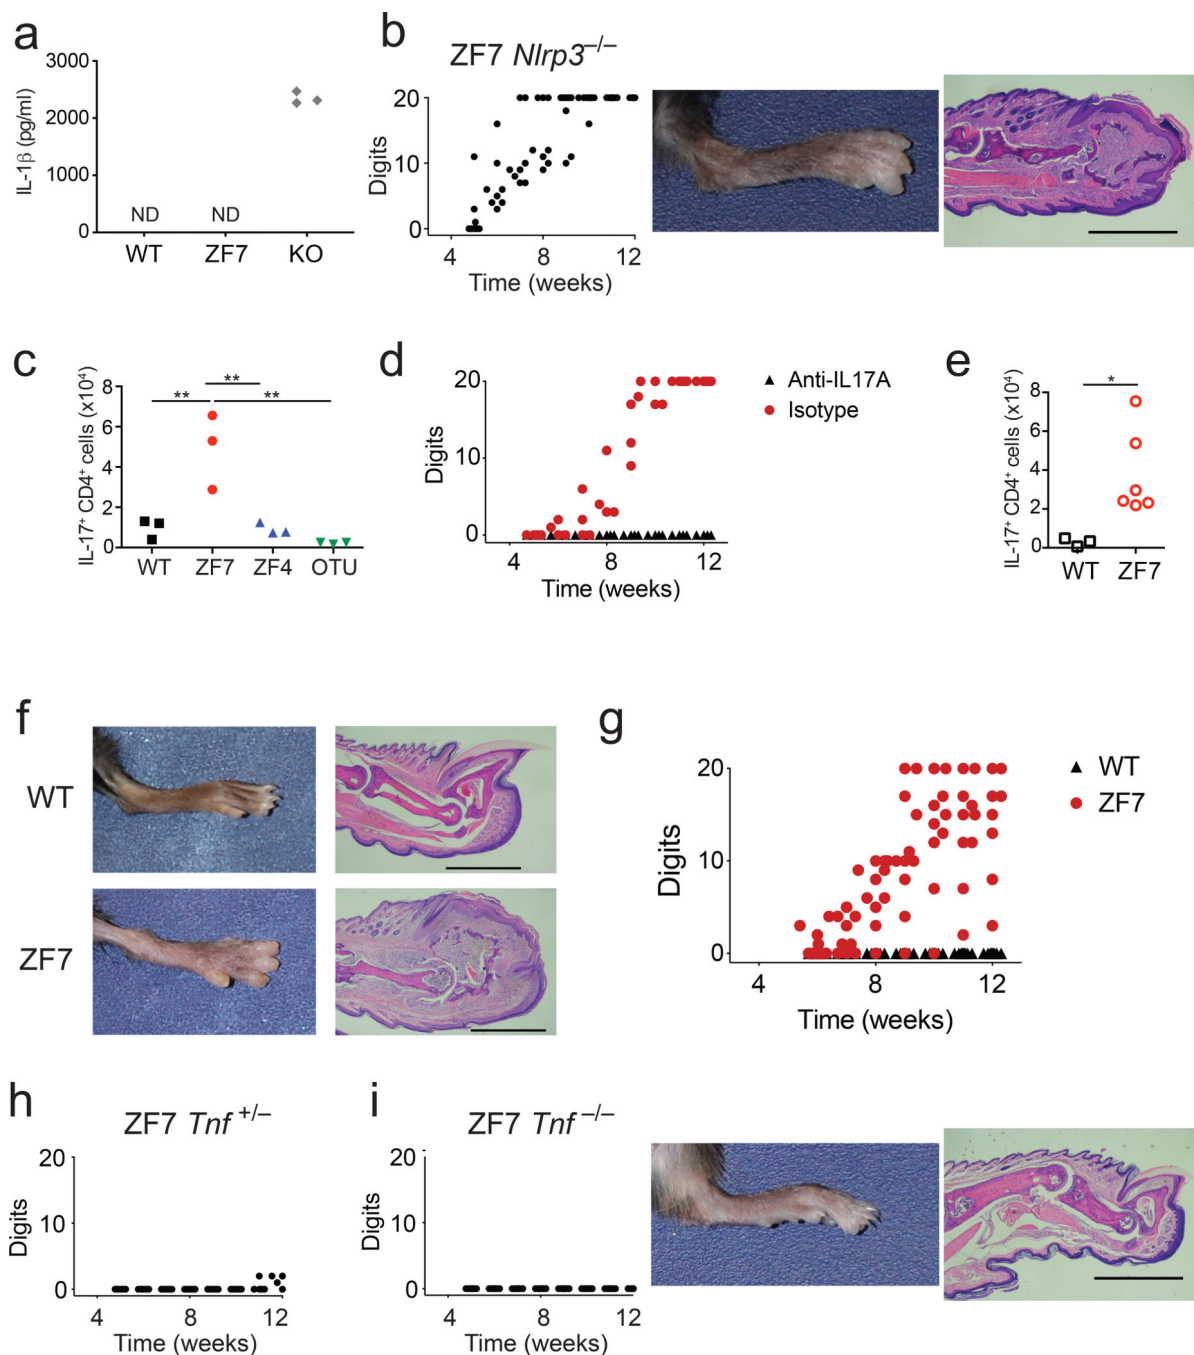 a
IL-1β (pg/ml)
3000
2000
1000
0
ND
ND
WT
ZF7
KO
b
ZF7 Nlrp3–/–
Digits
20
10
0
4
8
12
Time (weeks)
c
IL-17+ CD4+ cells (x10⁴)
8
6
4
2
0
**
**
**
WT
ZF7
ZF4
OTU
d
Digits
20
10
0
4
8
12
Time (weeks)
Anti-IL17A
Isotype
e
IL-17+ CD4+ cells (x10⁴)
8
6
4
2
0
*
WT
ZF7
f
WT
ZF7
g
Digits
20
10
0
4
8
12
Time (weeks)
WT
ZF7
h
ZF7 Tnf +/–
Digits
20
10
0
4
8
12
Time (weeks)
i
ZF7 Tnf –/–
Digits
20
10
0
4
8
12
Time (weeks)